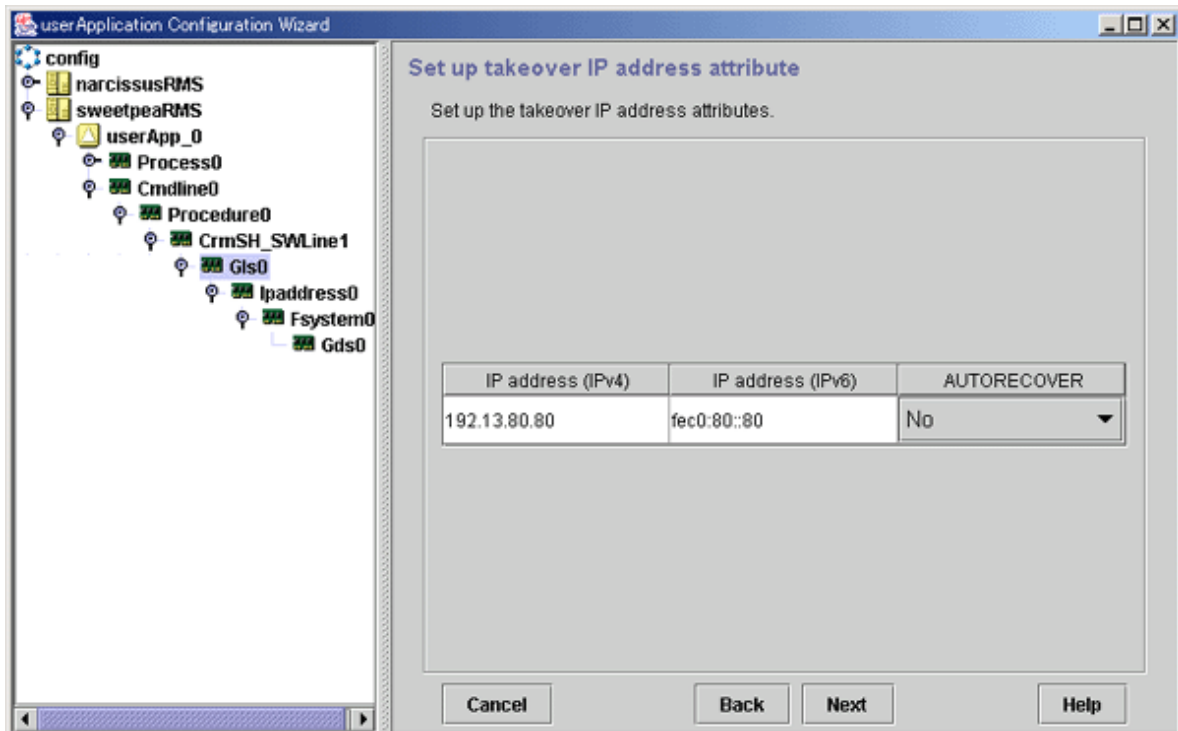 userApplication Configuration Wizard
config
narcissusRMS
sweetpeaRMS
userApp_0
Process0
Cmdline0
Procedure0
CrmSH_SWLine1
Gls0
Ipaddress0
Fsystem0
Gds0
Set up takeover IP address attribute
Set up the takeover IP address attributes.
IP address (IPv4) IP address (IPv6) AUTORECOVER
192.13.80.80 fec0:80::80 No
Cancel Back Next Help